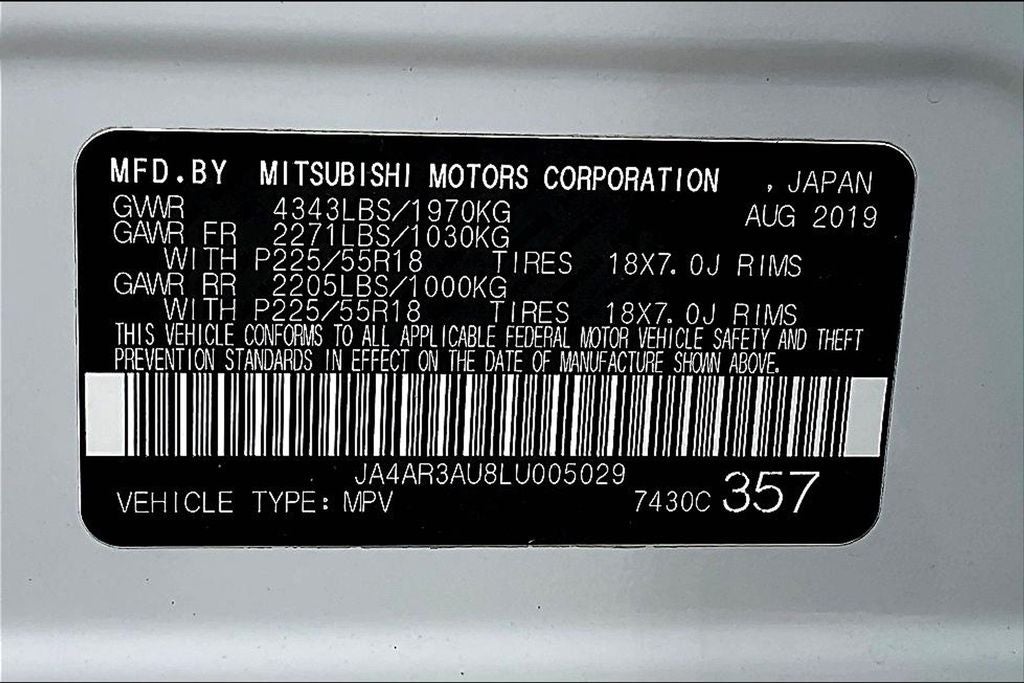 MFD.BY MITSUBISHI MOTORS CORPORATION , JAPAN
GVWR 4343LBS/1970KG AUG 2019
GAWR FR 2271LBS/1030KG
WITH P225/55R18 TIRES 18X7.0J RIMS
GAWR RR 2205LBS/1000KG
WITH P225/55R18 TIRES 18X7.0J RIMS
THIS VEHICLE CONFORMS TO ALL APPLICABLE FEDERAL MOTOR VEHICLE SAFETY AND THEFT
PREVENTION STANDARDS IN EFFECT ON THE DATE OF MANUFACTURE SHOWN ABOVE.
JA4AR3AU8LU005029
VEHICLE TYPE: MPV 7430C 357